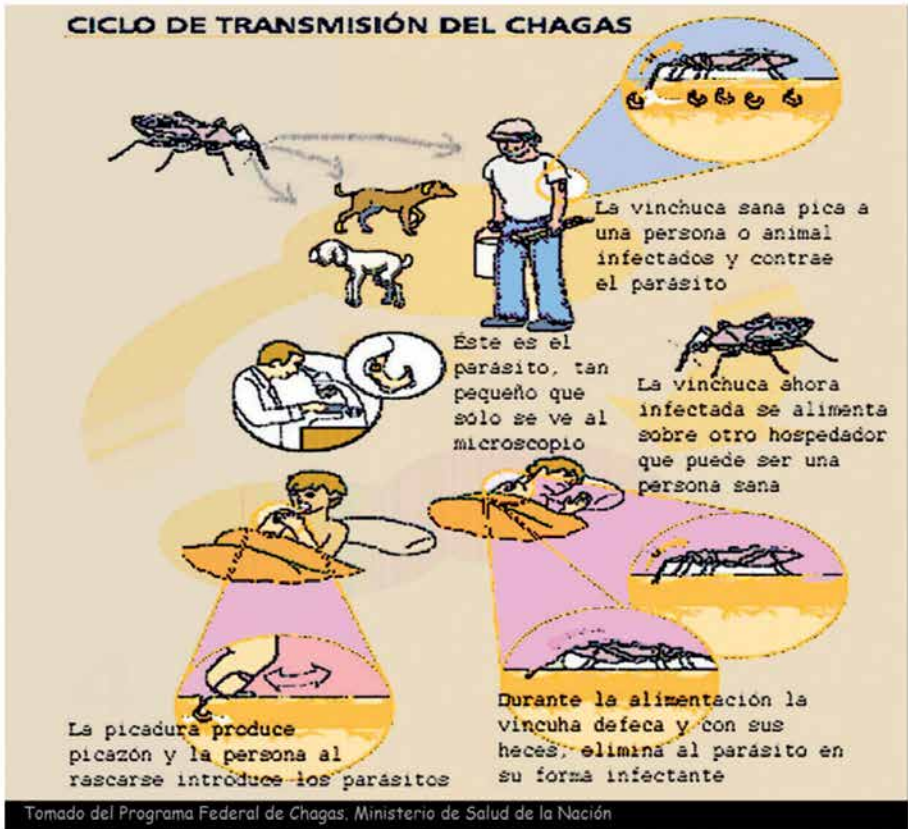 CICLO DE TRANSMISIÓN DEL CHAGAS
La vinchuca sana pica a
una persona o animal
infectados y contrae
el parásito
Éste es el
parásito, tan
pequeño que
sólo se ve al
microscopio
La vinchuca ahora
infectada se alimenta
sobre otro hospedador
que puede ser una
persona sana
Durante la alimentación la
vincuha defeca y con sus
heces, elimina al parásito en
su forma infectante
La picadura produce
picazón y la persona al
rascarse introduce los parásitos
Tomado del Programa Federal de Chagas. Ministerio de Salud de la Nación